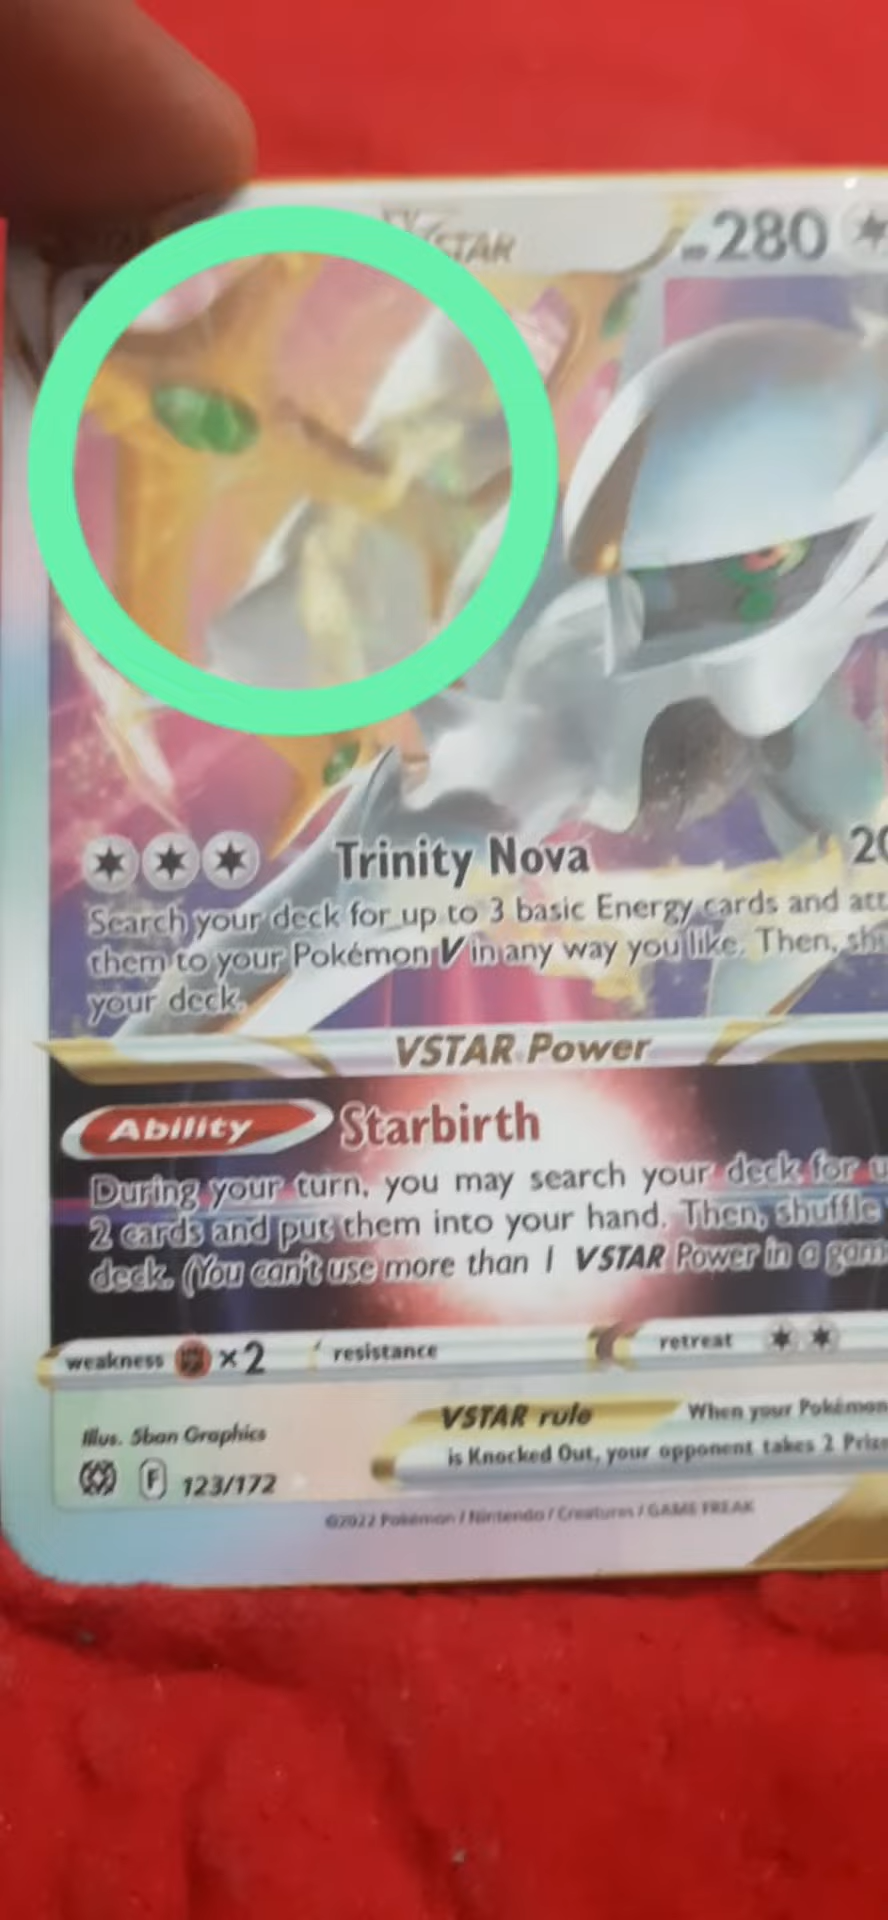 VSTAR 280
Trinity Nova 20
Search your deck for up to 3 basic Energy cards and att
them to your Pokémon V in any way you like. Then, shu
your deck.
VSTAR Power
Ability Starbirth
During your turn, you may search your deck for u
2 cards and put them into your hand. Then, shuffle
deck. (You can't use more than 1 VSTAR Power in a gam
weakness ×2 resistance retreat
Illus. 5ban Graphics
VSTAR rule When your Pokémon
is Knocked Out, your opponent takes 2 Prize
F 123/172
©2022 Pokémon / Nintendo / Creatures / GAME FREAK